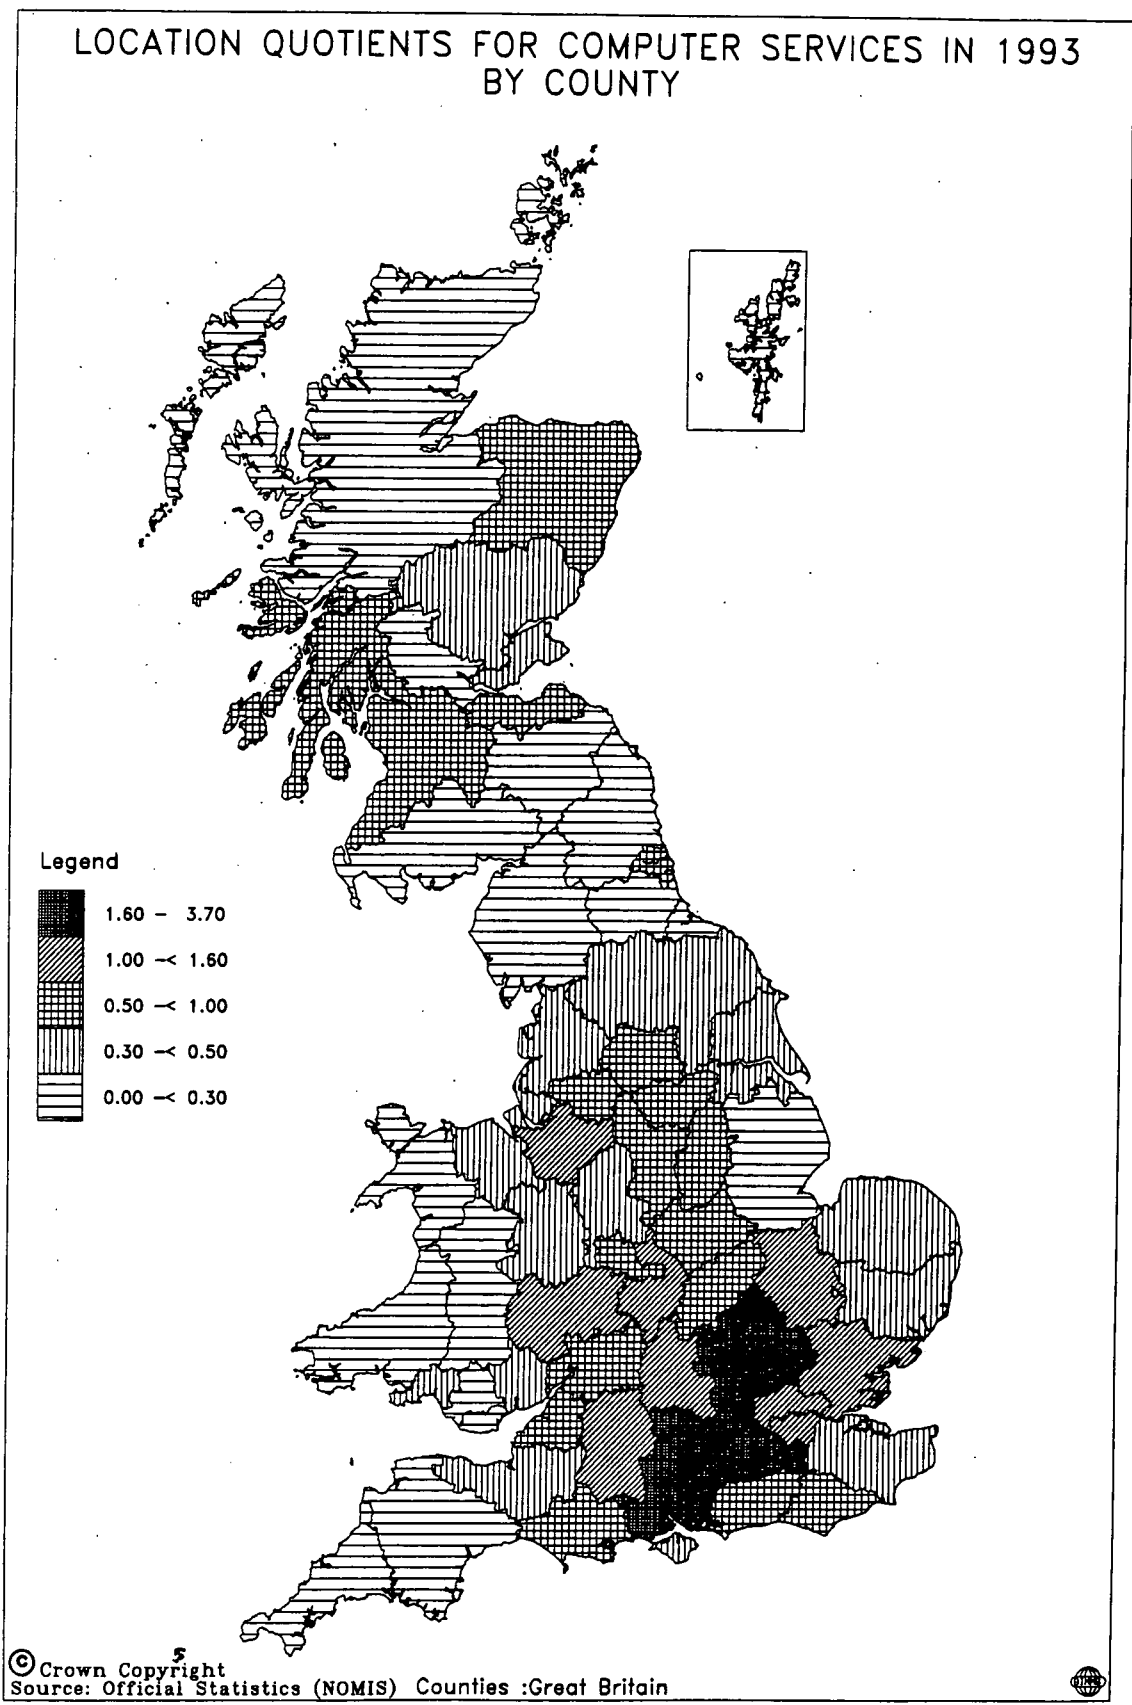 LOCATION QUOTIENTS FOR COMPUTER SERVICES IN 1993
BY COUNTY
Legend
1.60 - 3.70
1.00 -< 1.60
0.50 -< 1.00
0.30 -< 0.50
0.00 -< 0.30
© Crown Copyright
Source: Official Statistics (NOMIS) Counties :Great Britain